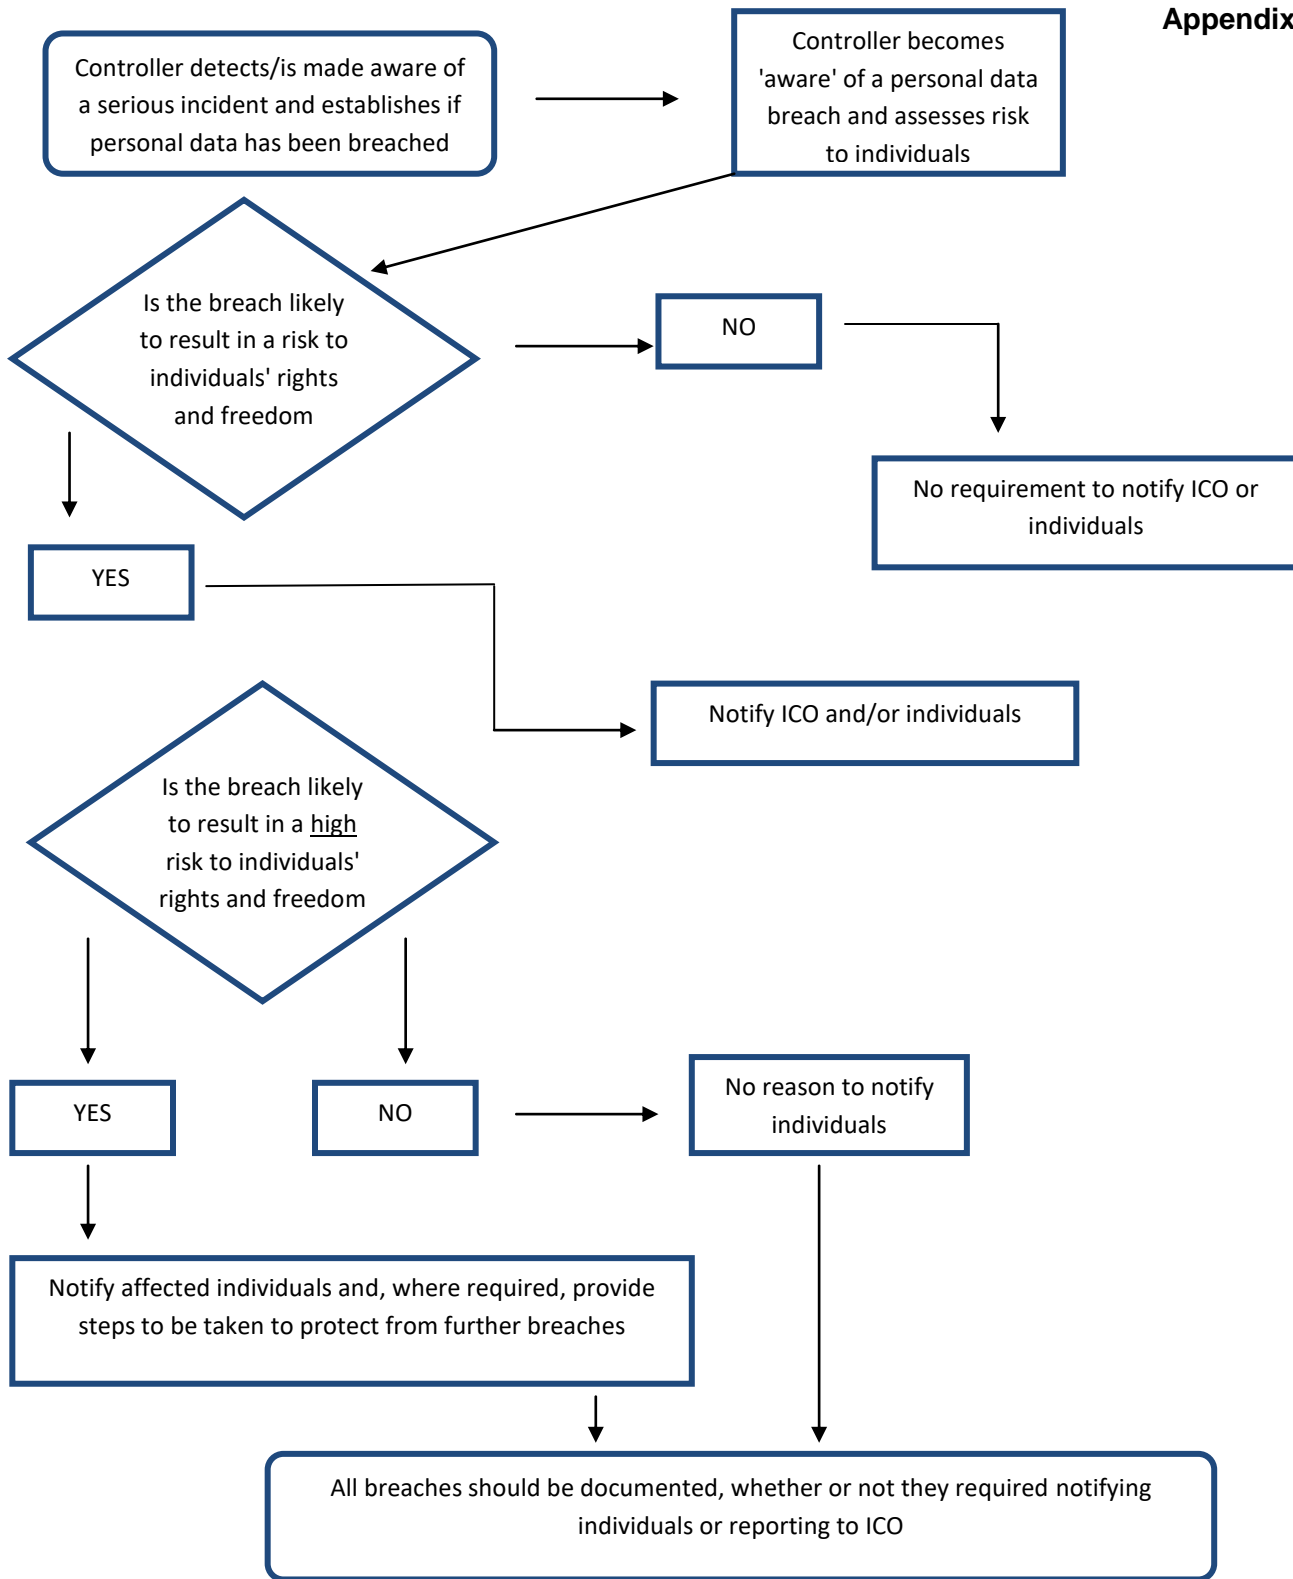 Appendix
Controller detects/is made aware of
a serious incident and establishes if
personal data has been breached
Controller becomes
'aware' of a personal data
breach and assesses risk
to individuals
Is the breach likely
to result in a risk to
individuals' rights
and freedom
NO
No requirement to notify ICO or
individuals
YES
Notify ICO and/or individuals
Is the breach likely
to result in a high
risk to individuals'
rights and freedom
YES
NO
No reason to notify
individuals
Notify affected individuals and, where required, provide
steps to be taken to protect from further breaches
All breaches should be documented, whether or not they required notifying
individuals or reporting to ICO